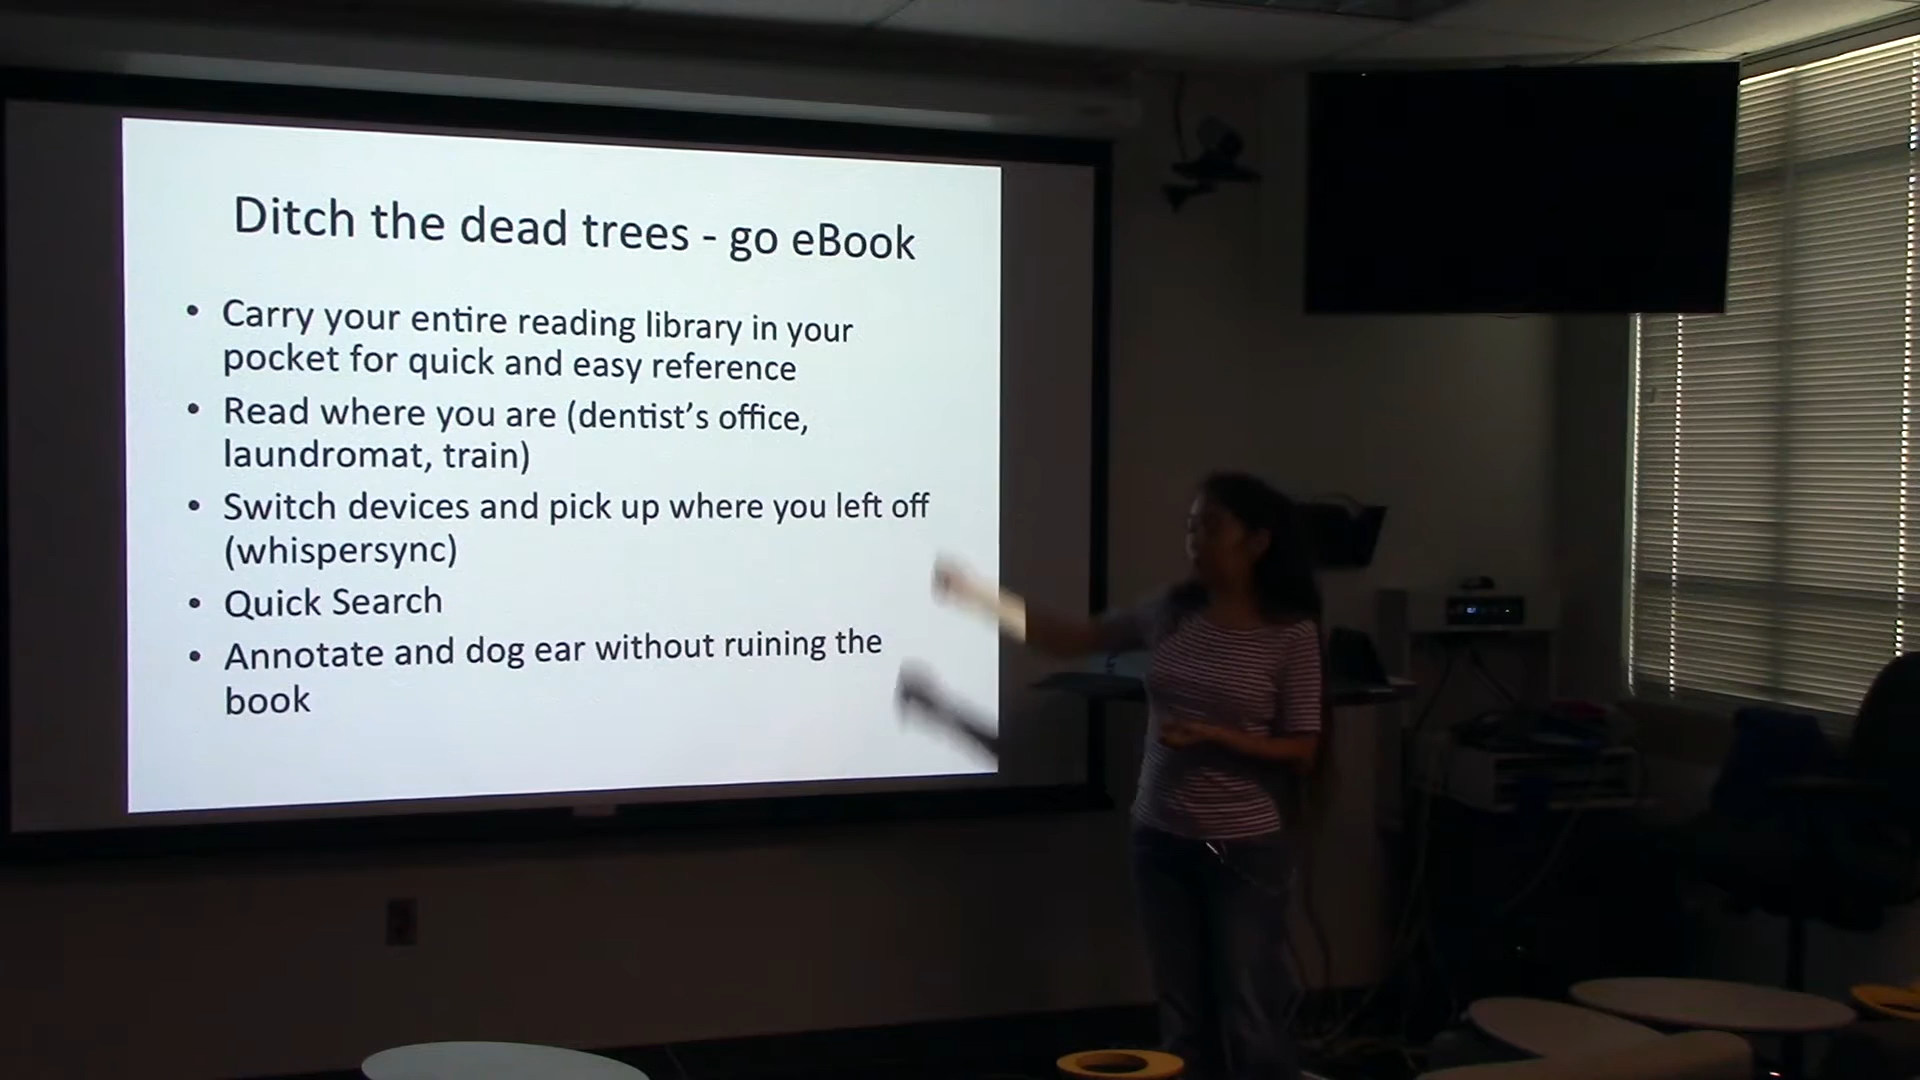 Ditch the dead trees - go eBook
• Carry your entire reading library in your
pocket for quick and easy reference
• Read where you are (dentist’s office,
laundromat, train)
• Switch devices and pick up where you left off
(whispersync)
• Quick Search
• Annotate and dog ear without ruining the
book